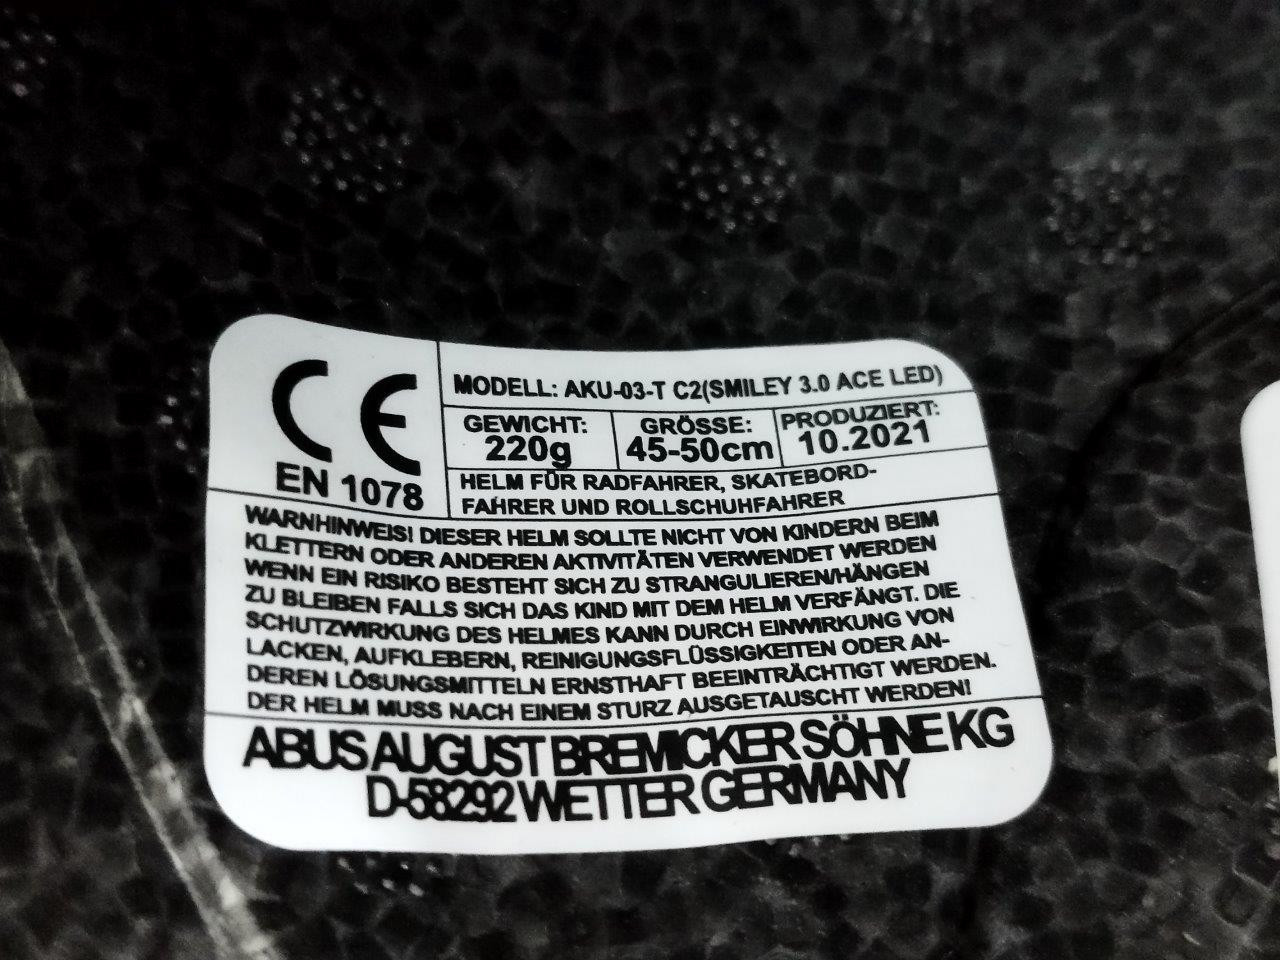 CE
EN 1078
MODELL: AKU-03-T C2(SMILEY 3.0 ACE LED)
GEWICHT:
220g
GRÖSSE:
45-50cm
PRODUZIERT:
10.2021
HELM FÜR RADFAHRER, SKATEBORD-
FAHRER UND ROLLSCHUHFAHRER
WARNHINWEIS! DIESER HELM SOLLTE NICHT VON KINDERN BEIM
KLETTERN ODER ANDEREN AKTIVITÄTEN VERWENDET WERDEN
WENN EIN RISIKO BESTEHT SICH ZU STRANGULIEREN/HÄNGEN
ZU BLEIBEN FALLS SICH DAS KIND MIT DEM HELM VERFÄNGT. DIE
SCHUTZWIRKUNG DES HELMES KANN DURCH EINWIRKUNG VON
LACKEN, AUFKLEBERN, REINIGUNGSFLÜSSIGKEITEN ODER AN-
DEREN LÖSUNGSMITTELN ERNSTHAFT BEEINTRÄCHTIGT WERDEN.
DER HELM MUSS NACH EINEM STURZ AUSGETAUSCHT WERDEN!
ABUS AUGUST BREMICKER SÖHNE KG
D-58292 WETTER GERMANY